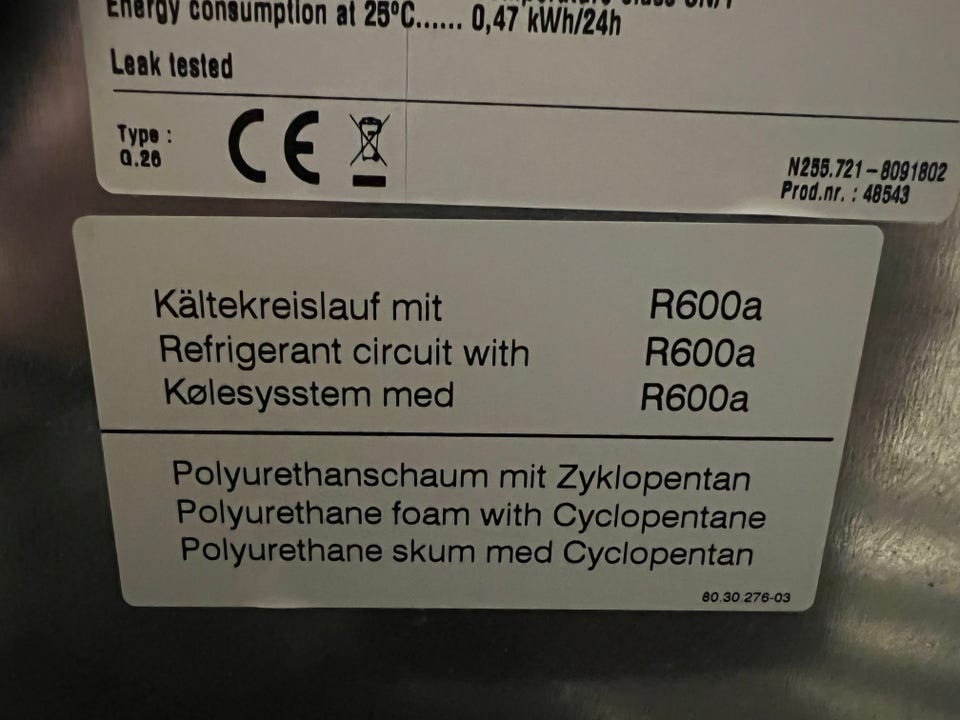 Energy consumption at 25°C...... 0,47 kWh/24h
Leak tested
Type :
Q.26
CE
N255.721-8091802
Prod.nr. : 48543
Kältekreislauf mit R600a
Refrigerant circuit with R600a
Kølesysstem med R600a
Polyurethanschaum mit Zyklopentan
Polyurethane foam with Cyclopentane
Polyurethane skum med Cyclopentan
80.30 276-03